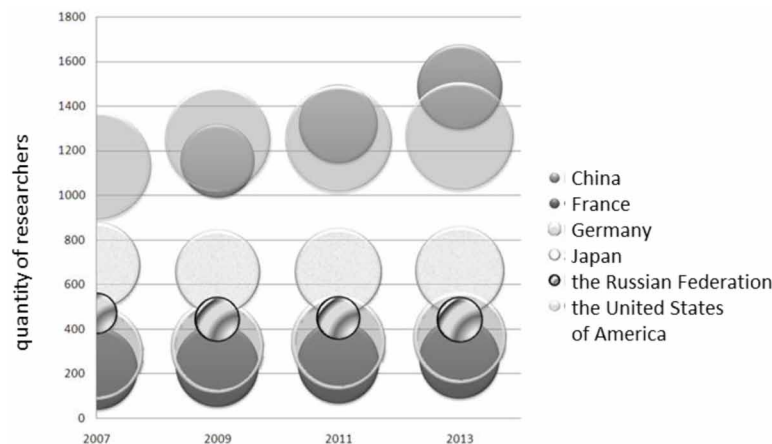 1800
1600
1400
1200
1000
800
600
400
200
0
quantity of researchers
2007 2009 2011 2013
China
France
Germany
Japan
the Russian Federation
the United States
of America